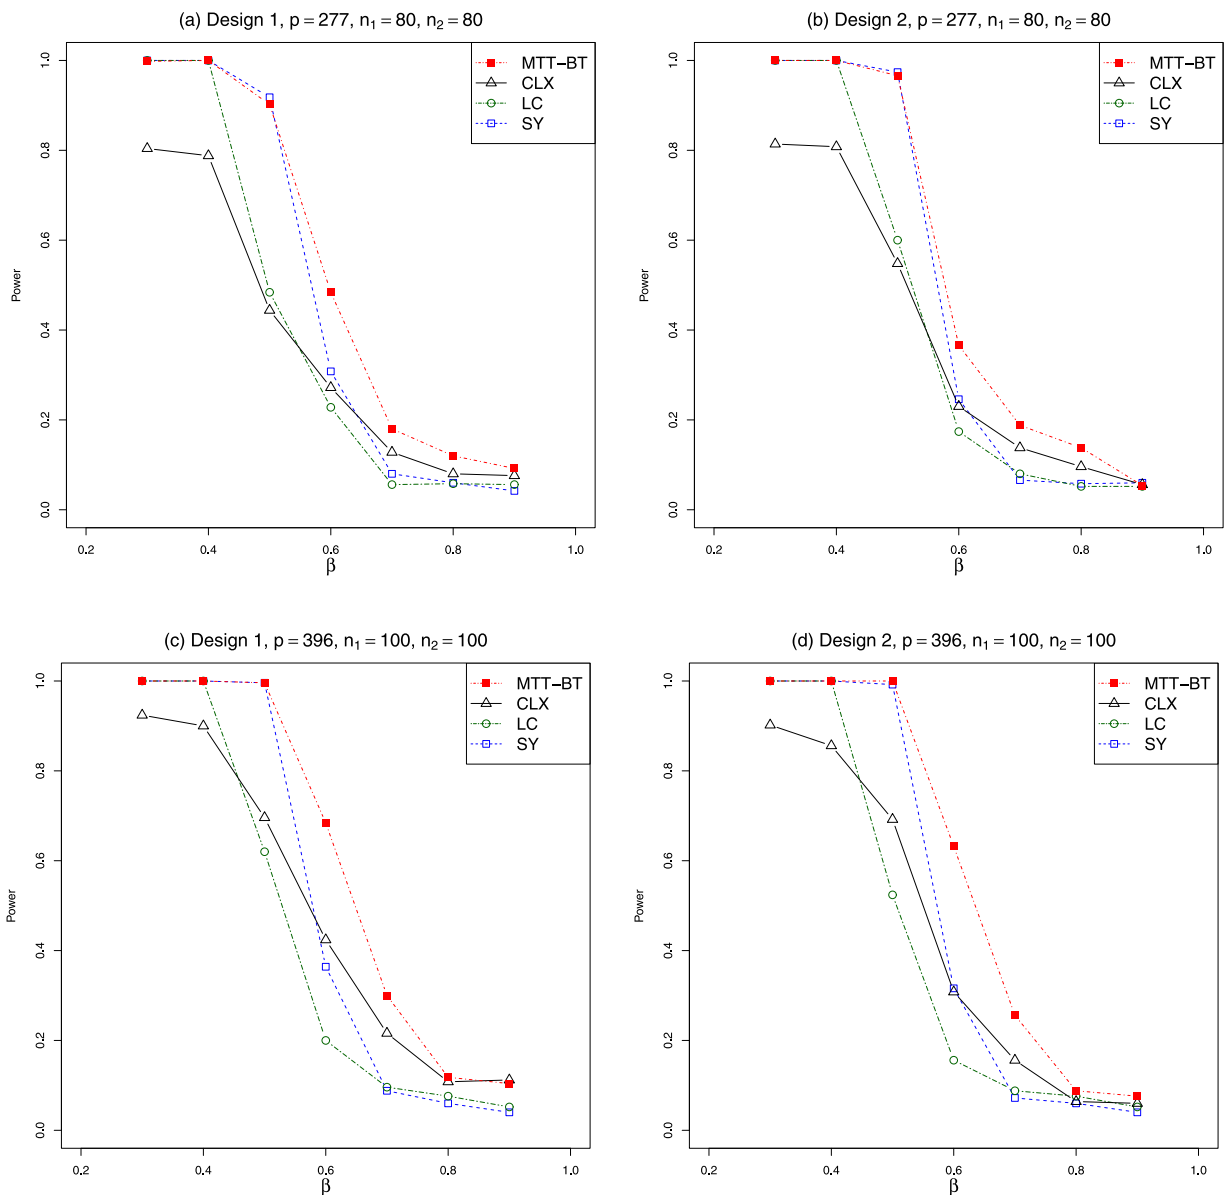 (a) Design 1, p = 277, n₁ = 80, n₂ = 80
MTT−BT
CLX
LC
SY
Power
1.0
0.8
0.6
0.4
0.2
0.0
0.2 0.4 0.6 0.8 1.0
β
(b) Design 2, p = 277, n₁ = 80, n₂ = 80
MTT−BT
CLX
LC
SY
Power
1.0
0.8
0.6
0.4
0.2
0.0
0.2 0.4 0.6 0.8 1.0
β
(c) Design 1, p = 396, n₁ = 100, n₂ = 100
MTT−BT
CLX
LC
SY
Power
1.0
0.8
0.6
0.4
0.2
0.0
0.2 0.4 0.6 0.8 1.0
β
(d) Design 2, p = 396, n₁ = 100, n₂ = 100
MTT−BT
CLX
LC
SY
Power
1.0
0.8
0.6
0.4
0.2
0.0
0.2 0.4 0.6 0.8 1.0
β